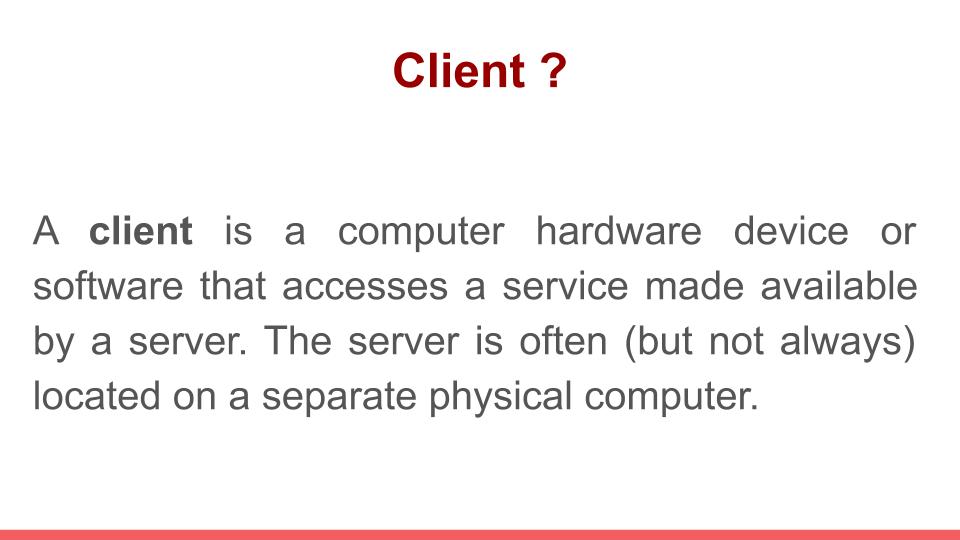 Client ?
A client is a computer hardware device or
software that accesses a service made available
by a server. The server is often (but not always)
located on a separate physical computer.